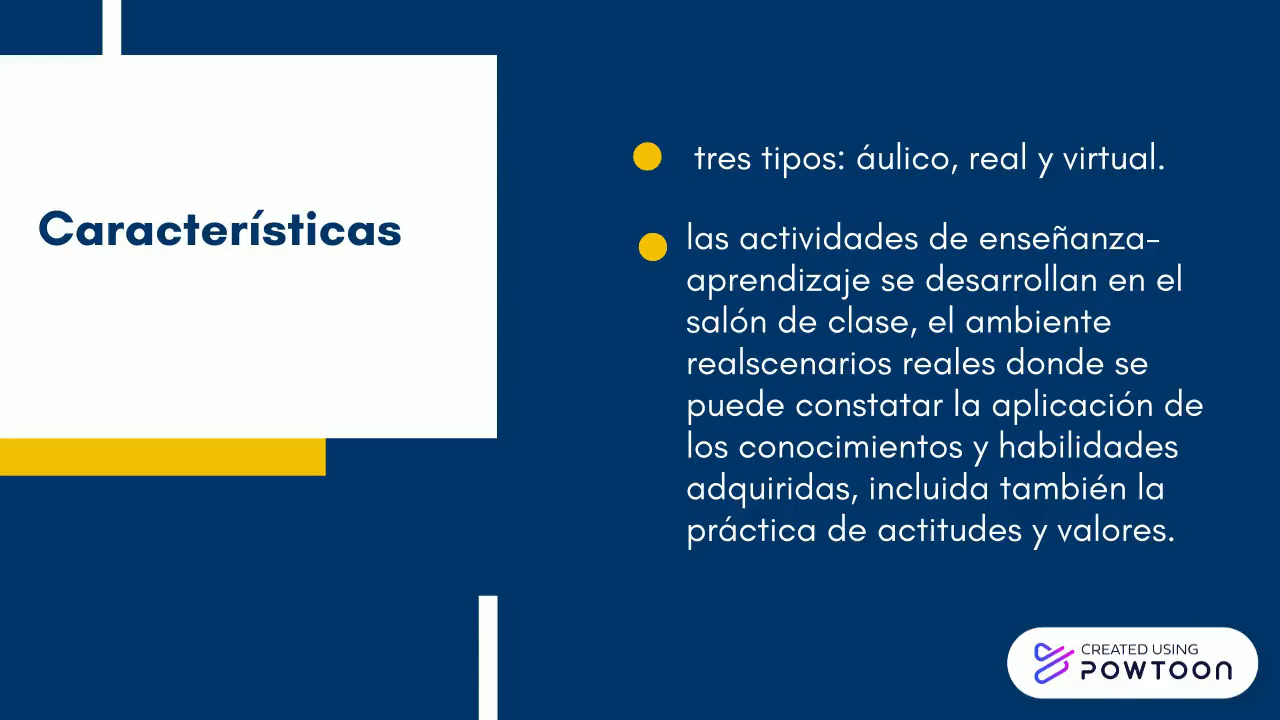 Características
tres tipos: áulico, real y virtual.
las actividades de enseñanza-
aprendizaje se desarrollan en el
salón de clase, el ambiente
realscenarios reales donde se
puede constatar la aplicación de
los conocimientos y habilidades
adquiridas, incluida también la
práctica de actitudes y valores.
CREATED USING
POWTOON